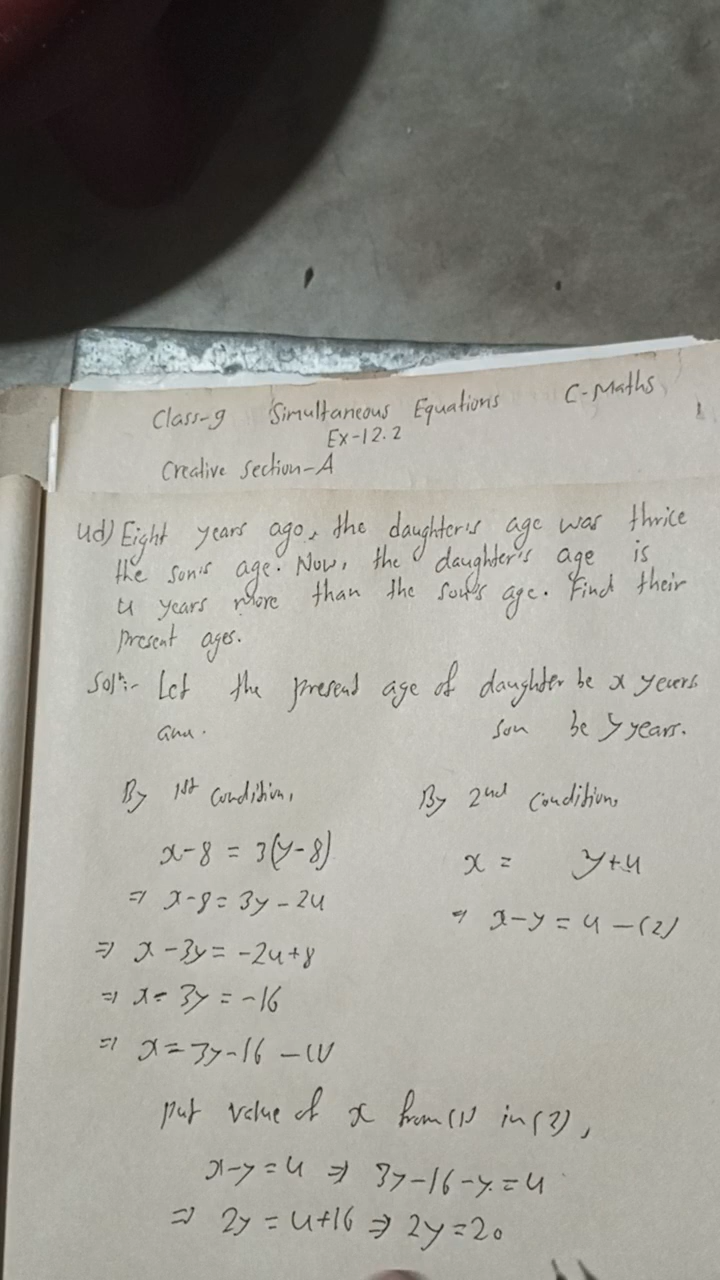 Class-9 Simultaneous Equations C-Maths
Ex-12.2
Creative Section-A
4d) Eight years ago, the daughter's age was thrice
the son's age. Now, the daughter's age is
4 years more than the son's age. Find their
present ages.
Solⁿ:- Let the present age of daughter be x years
and son be y years.
By 1st condition, By 2nd condition,
x-8 = 3(y-8) x = y+4
⇒ x-8 = 3y - 24 ⇒ x-y = 4 -(2)
⇒ x-3y = -24+8
⇒ x-3y = -16
⇒ x = 3y-16 -(1)
put value of x from (1) in (2),
x-y = 4 ⇒ 3y-16-y = 4
⇒ 2y = 4+16 ⇒ 2y = 20